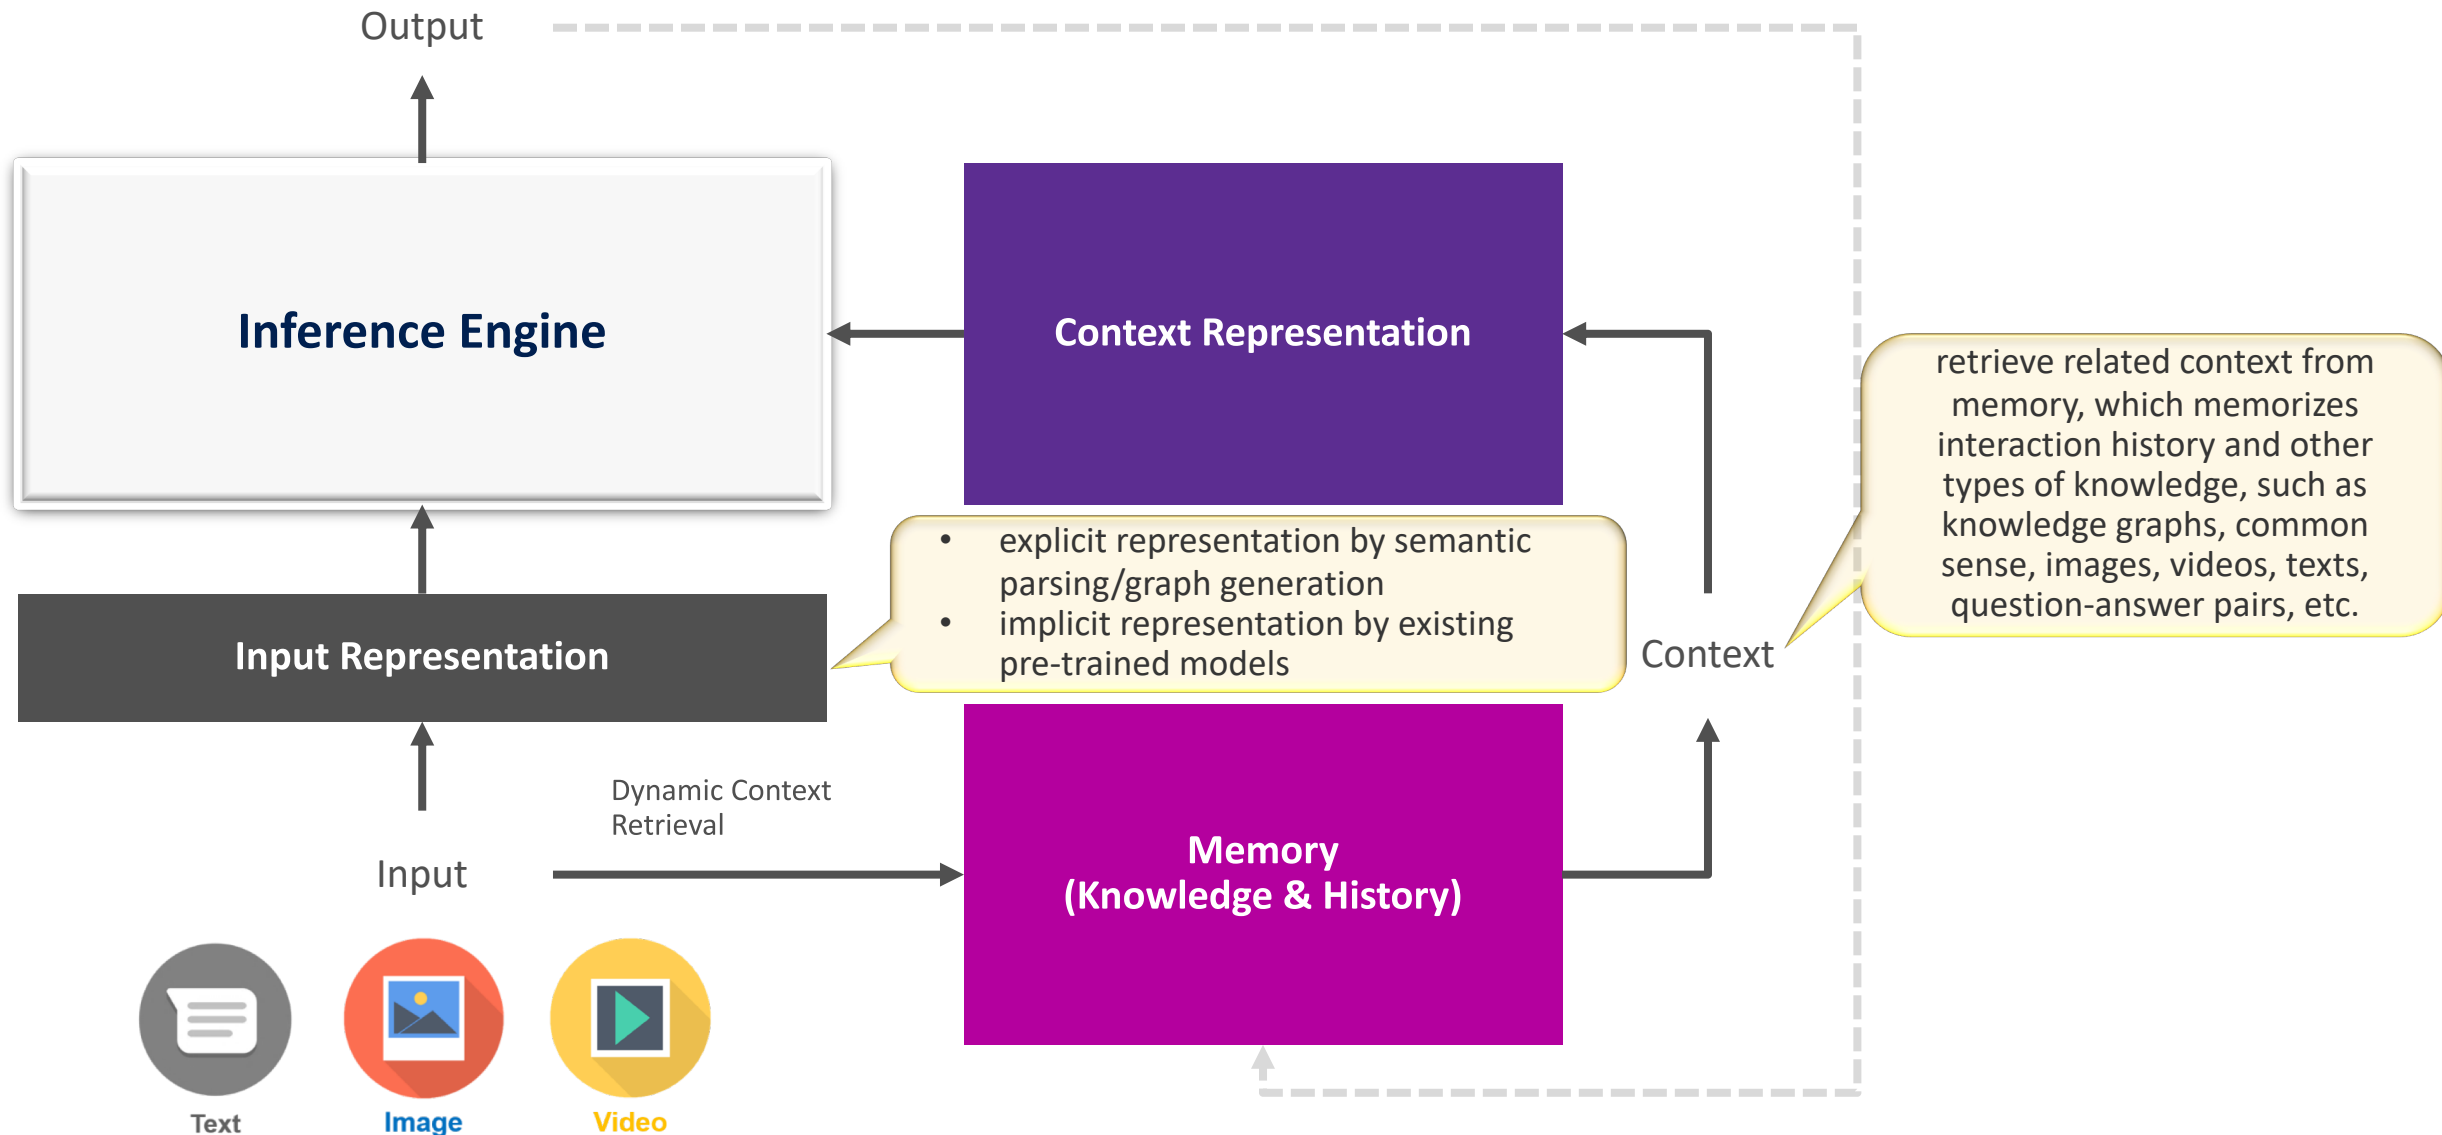 Output
Inference Engine
Context Representation
retrieve related context from
memory, which memorizes
interaction history and other
types of knowledge, such as
knowledge graphs, common
sense, images, videos, texts,
question-answer pairs, etc.
• explicit representation by semantic
parsing/graph generation
• implicit representation by existing
pre-trained models
Input Representation
Context
Dynamic Context
Retrieval
Input
Memory
(Knowledge & History)
Text
Image
Video